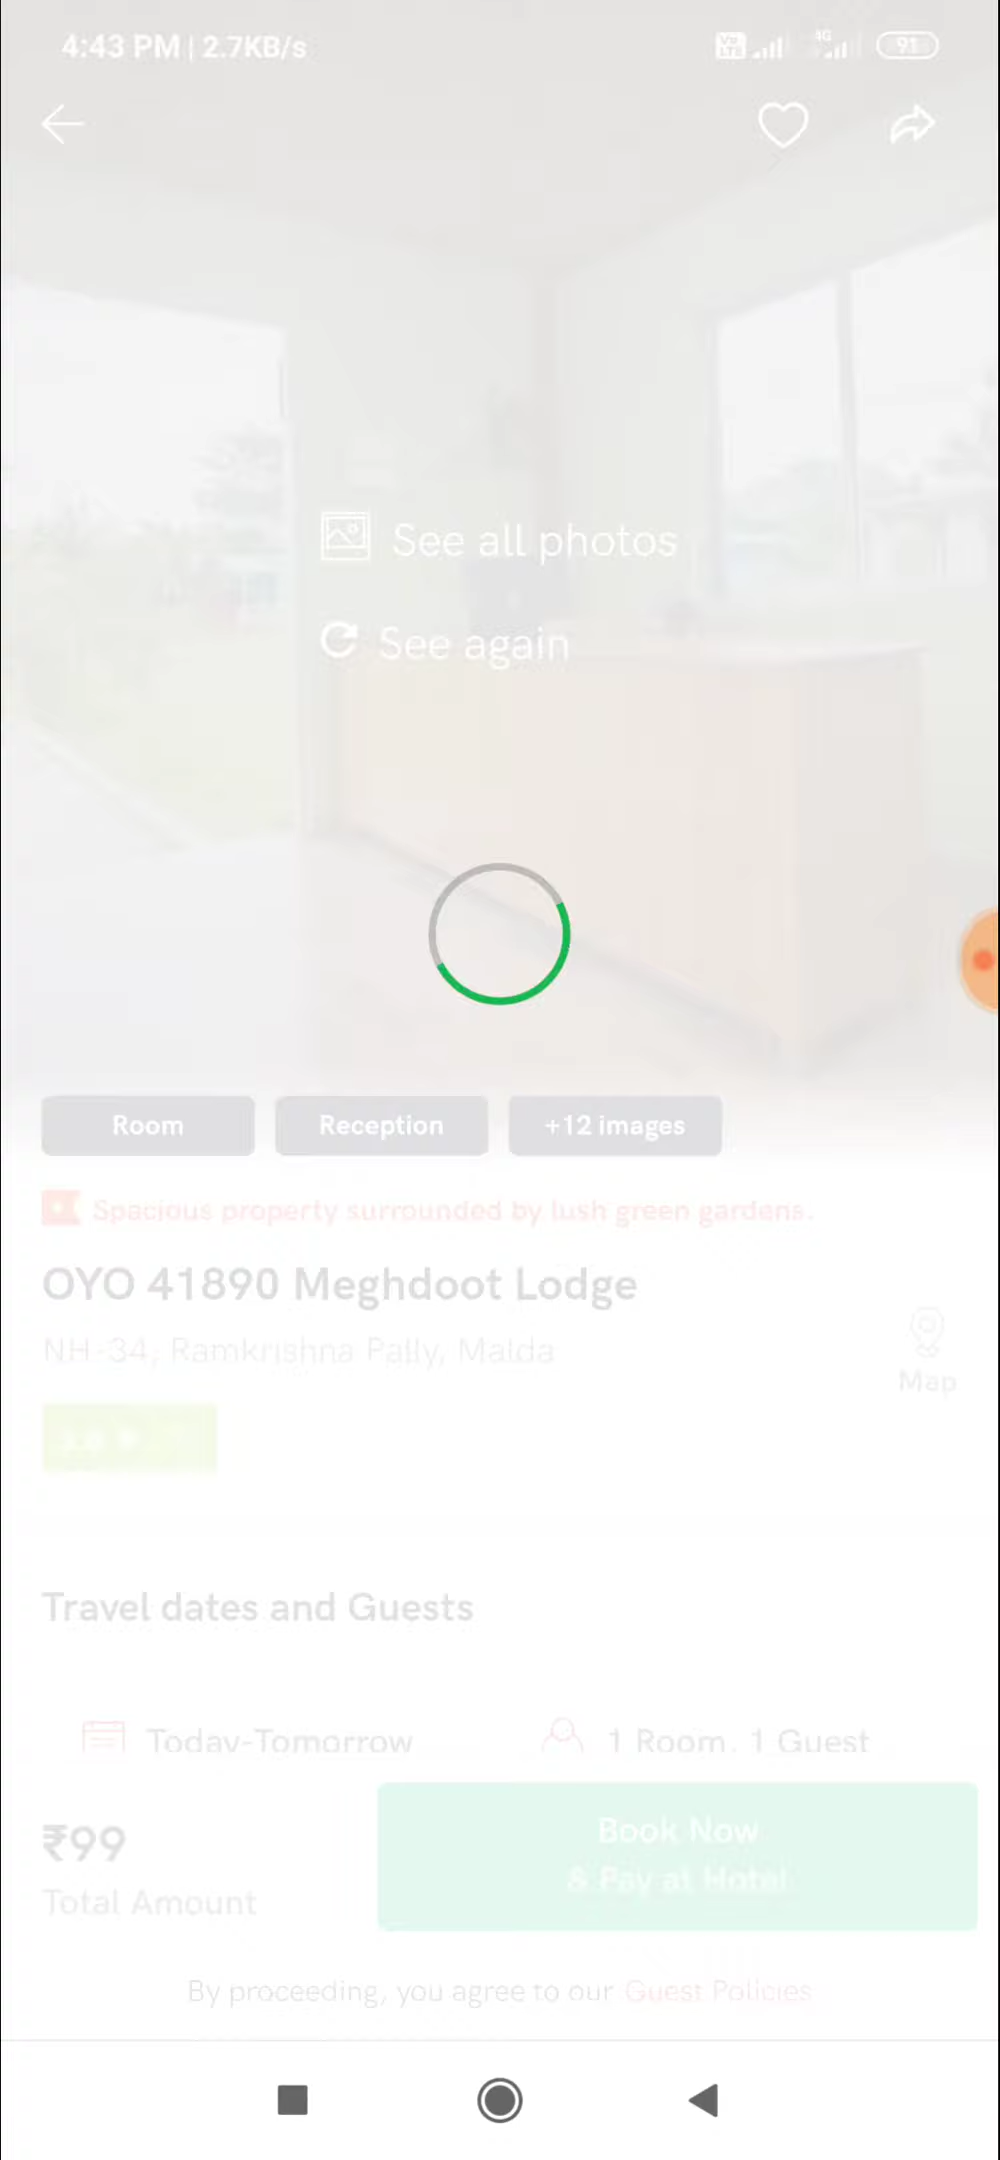 4:43 PM | 2.7KB/s
4G
91
See all photos
See again
Room
Reception
+12 images
Spacious property surrounded by lush green gardens.
OYO 41890 Meghdoot Lodge
NH-34, Ramkrishna Pally, Malda
Map
Travel dates and Guests
Today-Tomorrow
1 Room, 1 Guest
₹99
Total Amount
Book Now
& Pay at Hotel
By proceeding, you agree to our Guest Policies